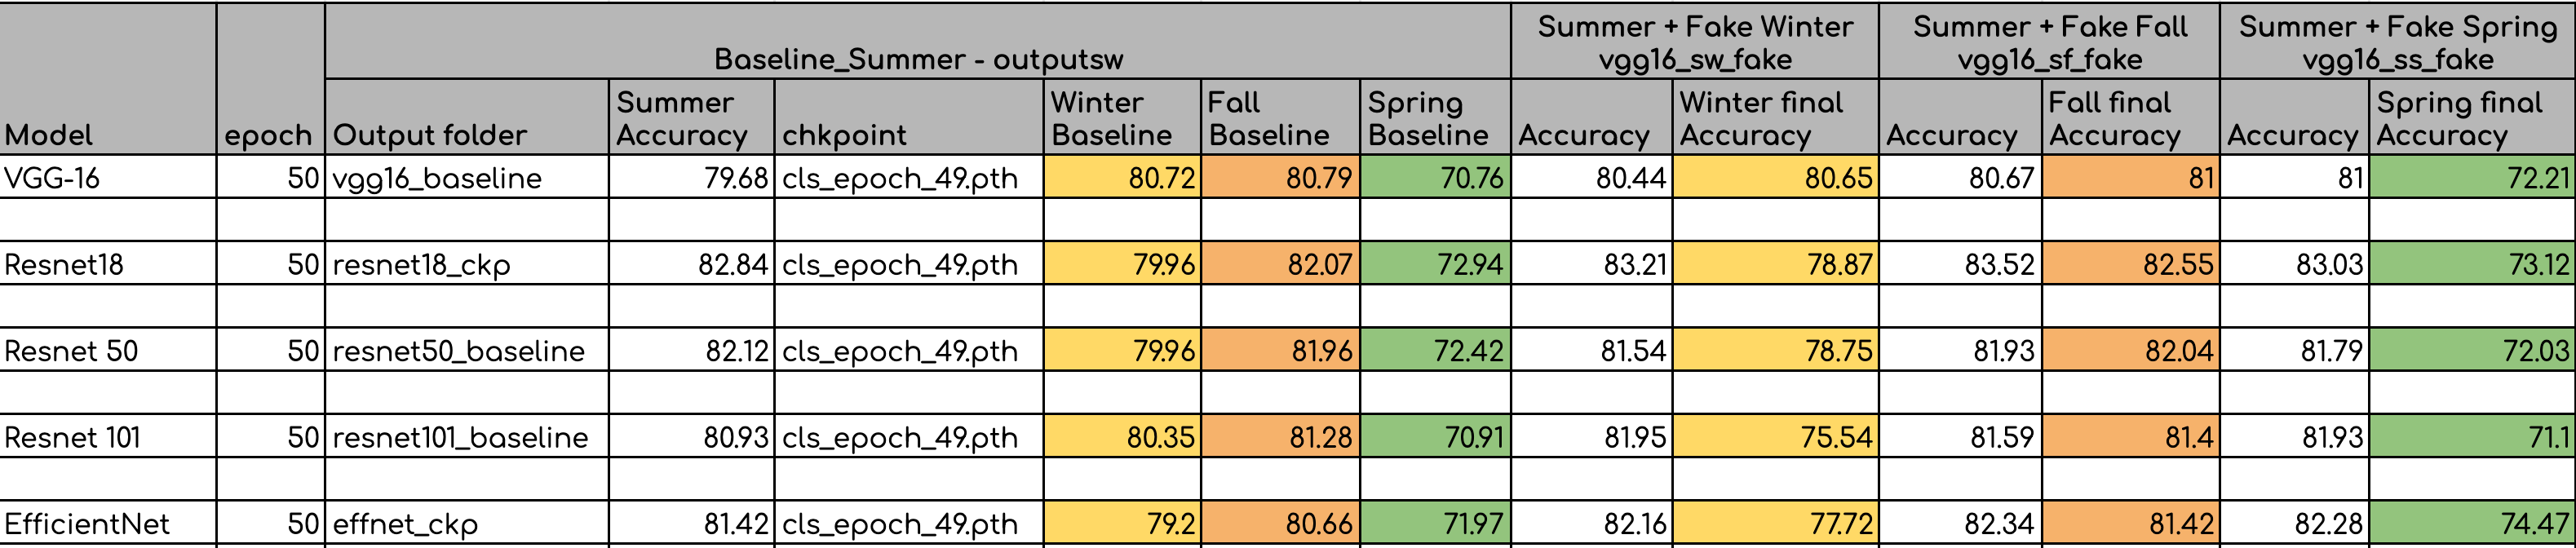 Baseline_Summer - outputsw
Summer + Fake Winter
vgg16_sw_fake
Summer + Fake Fall
vgg16_sf_fake
Summer + Fake Spring
vgg16_ss_fake
Model epoch Output folder
Summer
Accuracy
chkpoint
Winter
Baseline
Fall
Baseline
Spring
Baseline
Accuracy
Winter final
Accuracy
Accuracy
Fall final
Accuracy
Accuracy
Spring final
Accuracy
VGG-16 50 vgg16_baseline 79.68 cls_epoch_49.pth 80.72 80.79 70.76 80.44 80.65 80.67 81 81 72.21
Resnet18 50 resnet18_ckp 82.84 cls_epoch_49.pth 79.96 82.07 72.94 83.21 78.87 83.52 82.55 83.03 73.12
Resnet 50 50 resnet50_baseline 82.12 cls_epoch_49.pth 79.96 81.96 72.42 81.54 78.75 81.93 82.04 81.79 72.03
Resnet 101 50 resnet101_baseline 80.93 cls_epoch_49.pth 80.35 81.28 70.91 81.95 75.54 81.59 81.4 81.93 71.1
EfficientNet 50 effnet_ckp 81.42 cls_epoch_49.pth 79.2 80.66 71.97 82.16 77.72 82.34 81.42 82.28 74.47